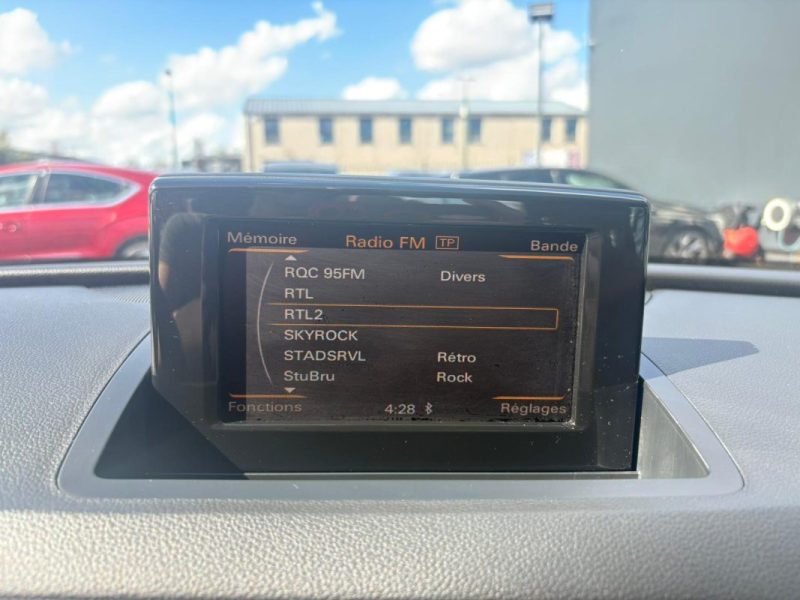 Mémoire Radio FM TP Bande
RQC 95FM Divers
RTL
RTL2
SKYROCK
STADSRVL Rétro
StuBru Rock
Fonctions 4:28 Réglages